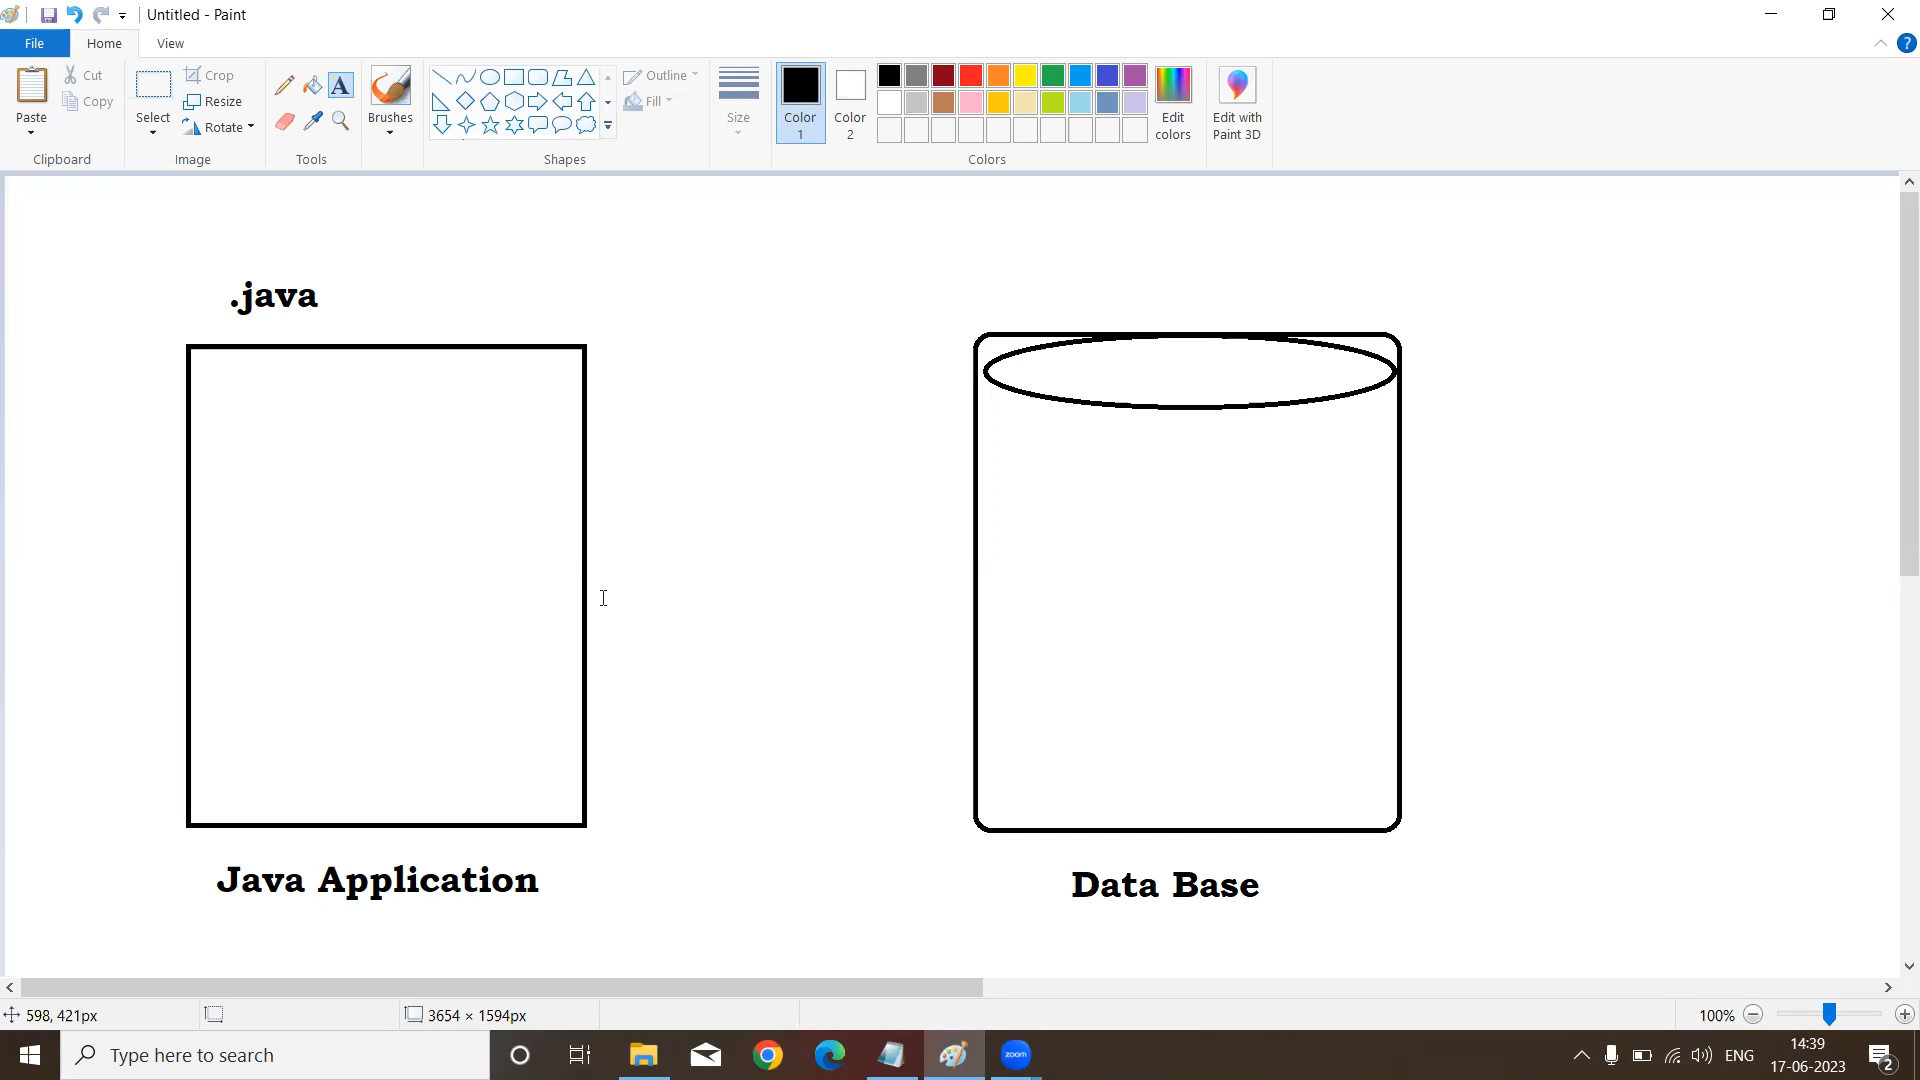 Untitled - Paint
File
Home
View
Paste
Cut
Copy
Clipboard
Select
Crop
Resize
Rotate
Image
A
Tools
Brushes
Shapes
Outline
Fill
Size
Color
1
Color
2
Colors
Edit
colors
Edit with
Paint 3D
?
.java
Java Application
Data Base
598, 421px
3654 × 1594px
100%
Type here to search
zoom
ENG
14:39
17-06-2023
2